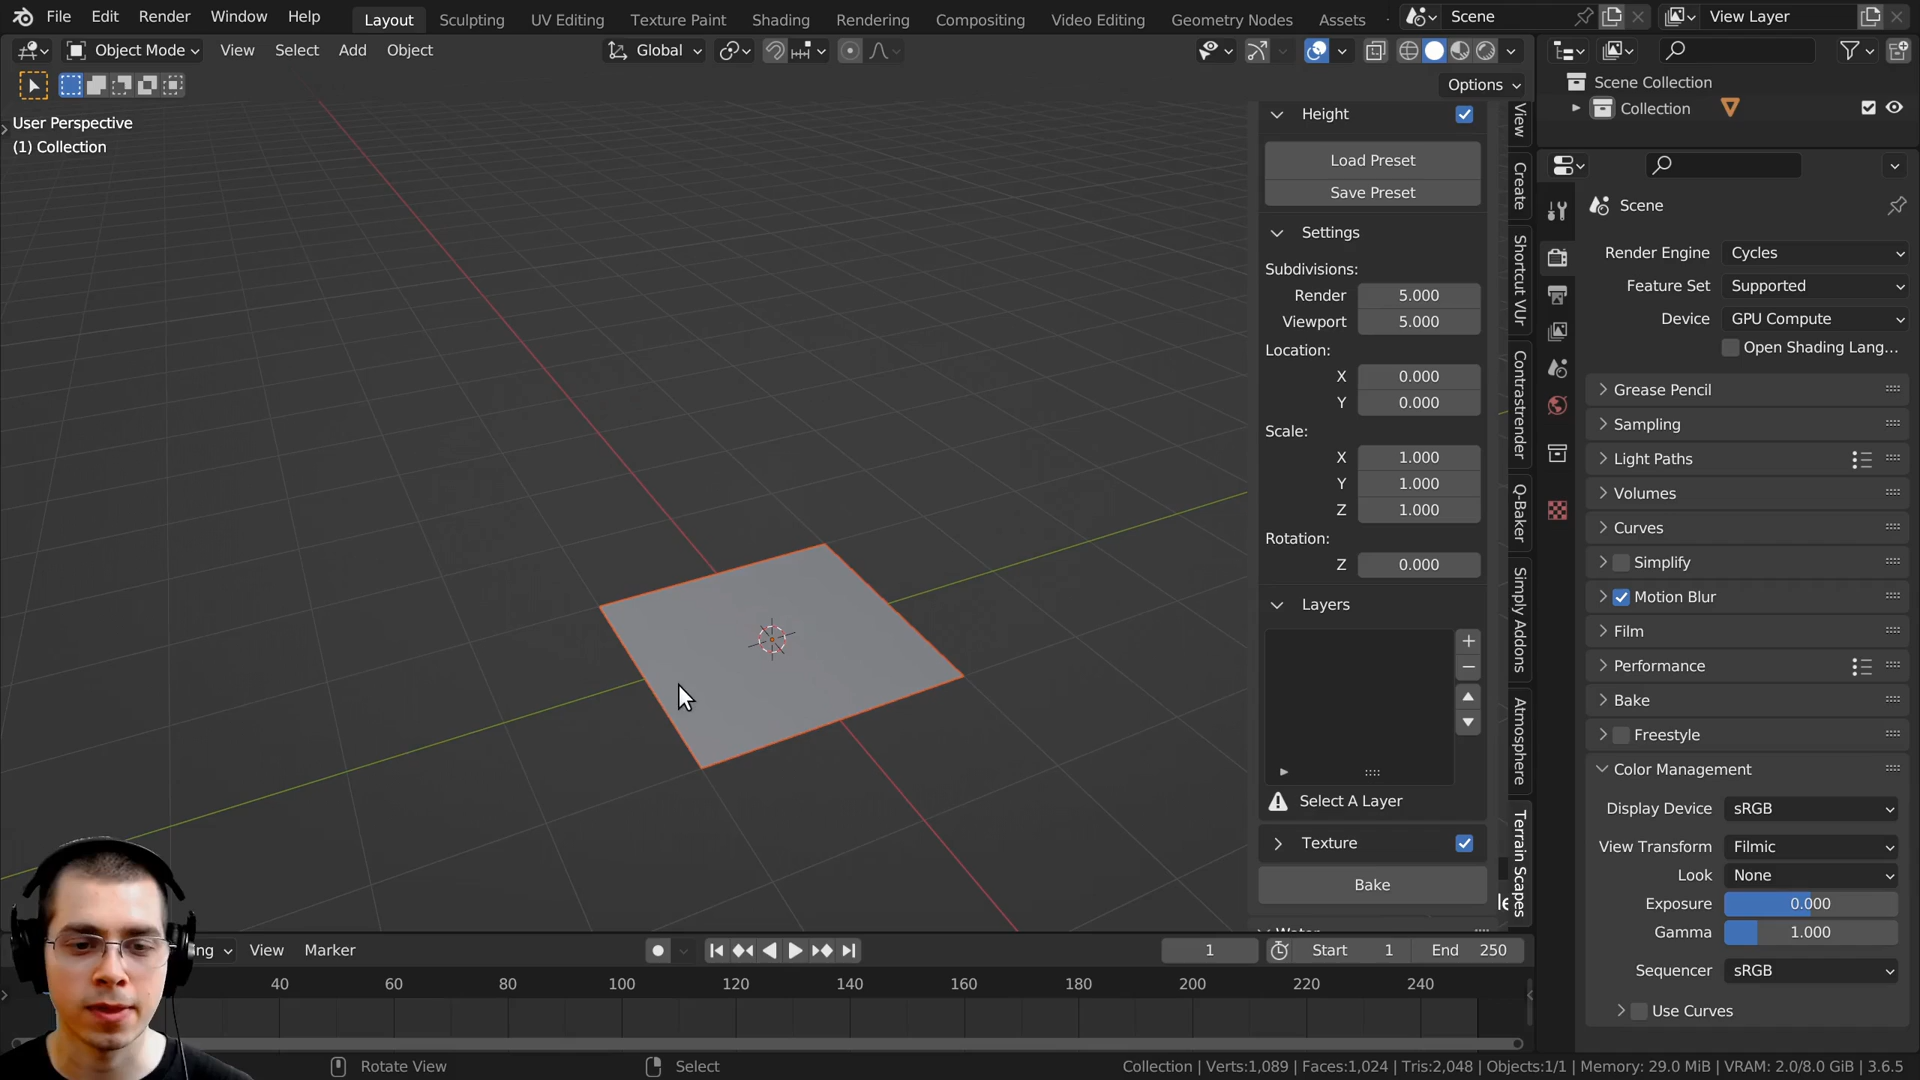 File Edit Render Window Help Layout Sculpting UV Editing Texture Paint Shading Rendering Compositing Video Editing Geometry Nodes Assets Scene View Layer
Object Mode View Select Add Object Global
Options
User Perspective
(1) Collection
Height
Load Preset
Save Preset
Settings
Subdivisions:
Render 5.000
Viewport 5.000
Location:
X 0.000
Y 0.000
Scale:
X 1.000
Y 1.000
Z 1.000
Rotation:
Z 0.000
Layers
Select A Layer
Texture
Bake
View
Create
Shortcut VUr
Contrastrender
Q-Baker
Simply Addons
Atmosphere
Terrain Scapes
Scene Collection
Collection
Scene
Render Engine Cycles
Feature Set Supported
Device GPU Compute
Open Shading Lang...
Grease Pencil
Sampling
Light Paths
Volumes
Curves
Simplify
Motion Blur
Film
Performance
Bake
Freestyle
Color Management
Display Device sRGB
View Transform Filmic
Look None
Exposure 0.000
Gamma 1.000
Sequencer sRGB
Use Curves
ng View Marker 1 Start 1 End 250
40 60 80 100 120 140 160 180 200 220 240
Rotate View Select Collection | Verts:1,089 | Faces:1,024 | Tris:2,048 | Objects:1/1 | Memory: 29.0 MiB | VRAM: 2.0/8.0 GiB | 3.6.5